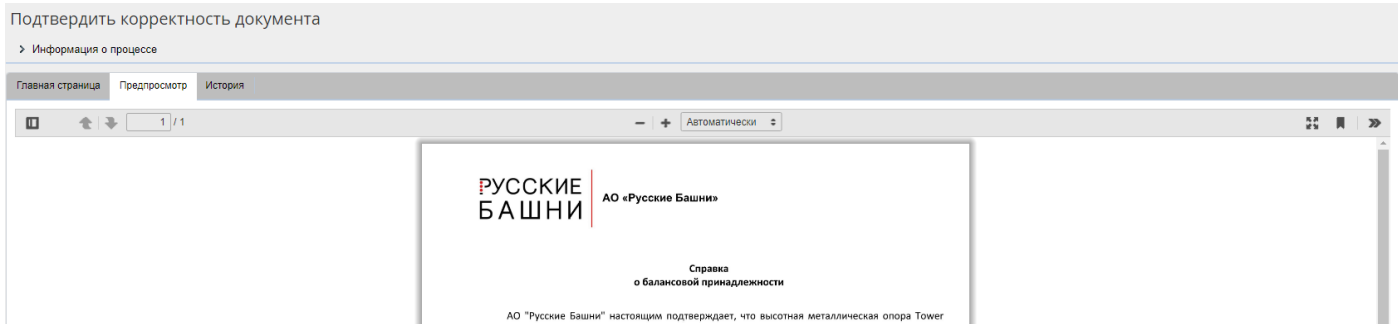 Подтвердить корректность документа
Информация о процессе
Главная страница Предпросмотр История
1 / 1 Автоматически
РУССКИЕ
БАШНИ
АО «Русские Башни»
Справка
о балансовой принадлежности
АО "Русские Башни" настоящим подтверждает, что высотная металлическая опора Tower